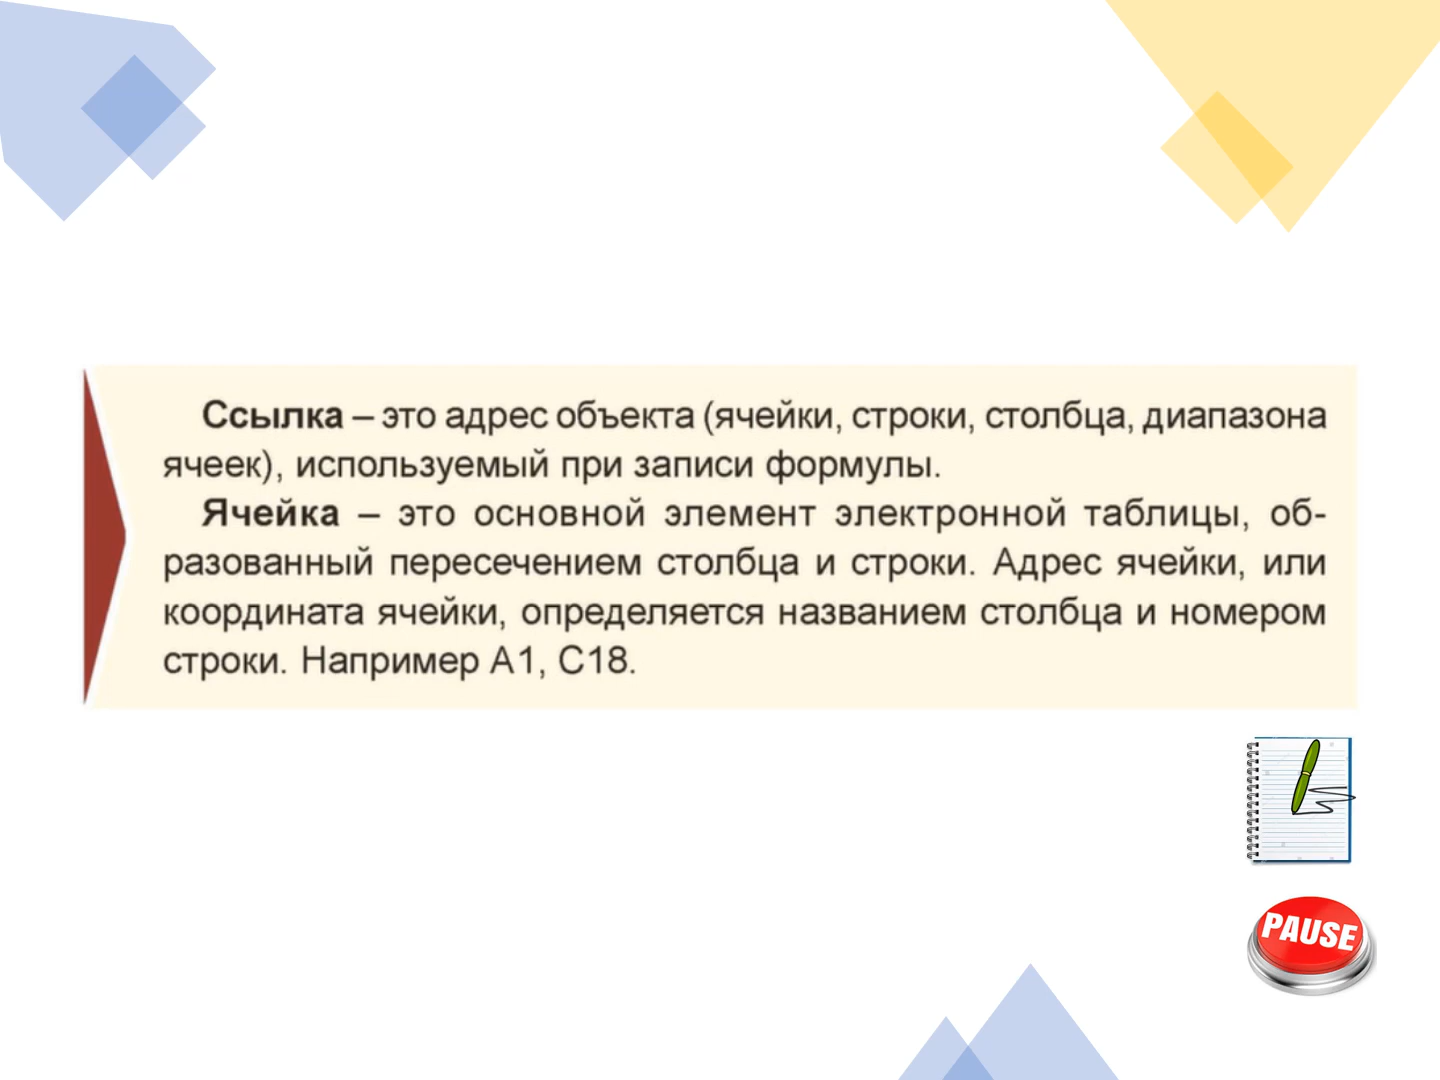 Ссылка – это адрес объекта (ячейки, строки, столбца, диапазона
ячеек), используемый при записи формулы.
Ячейка – это основной элемент электронной таблицы, об-
разованный пересечением столбца и строки. Адрес ячейки, или
координата ячейки, определяется названием столбца и номером
строки. Например А1, С18.
PAUSE